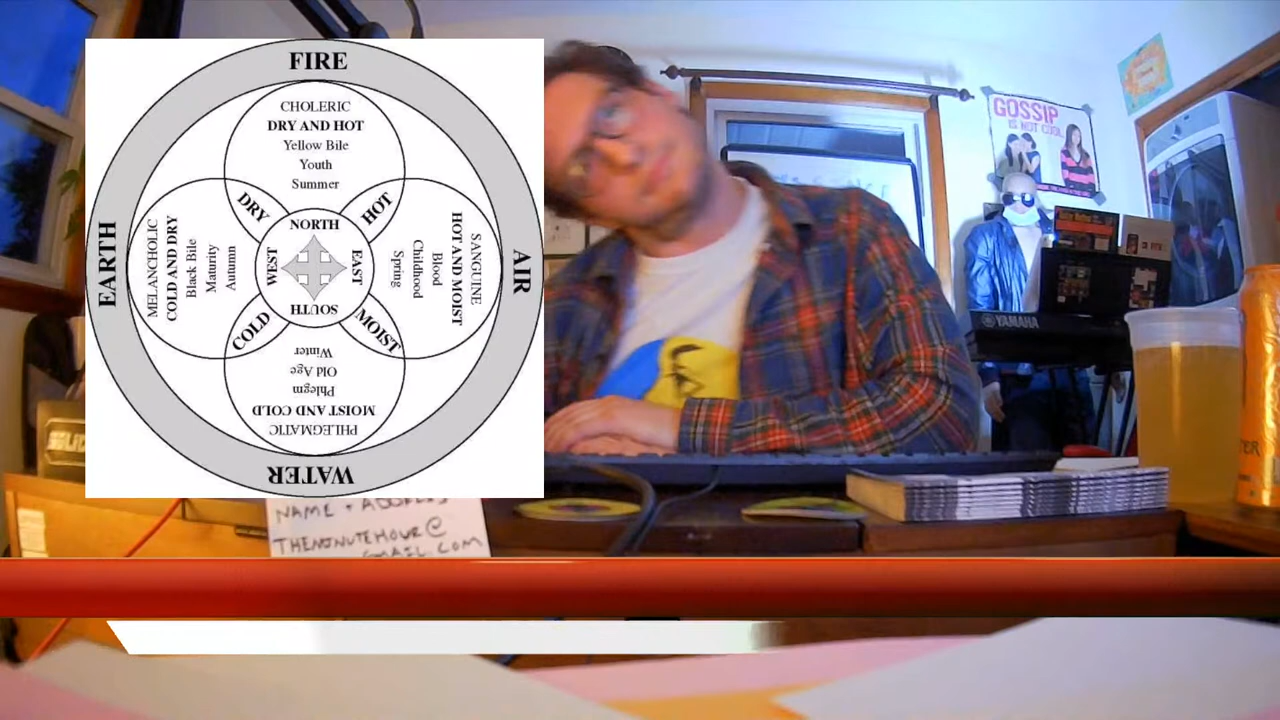 FIRE
CHOLERIC
DRY AND HOT
Yellow Bile
Youth
Summer
DRY
HOT
EARTH
MELANCHOLIC
COLD AND DRY
Black Bile
Maturity
Autumn
NORTH
WEST
EAST
SOUTH
Spring
Childhood
Blood
HOT AND MOIST
SANGUINE
AIR
COLD
MOIST
Winter
Old Age
Phlegm
MOIST AND COLD
PHLEGMATIC
WATER
GOSSIP
IS NOT COOL
YAMAHA
NAME + ADDRESS
THEMINUTEHOUR@
GMAIL.COM